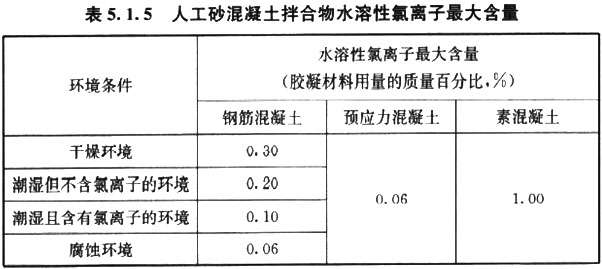 表 5.1.5 人工砂混凝土拌合物水溶性氯离子最大含量
环境条件
水溶性氯离子最大含量
(胶凝材料用量的质量百分比,%)
钢筋混凝土 预应力混凝土 素混凝土
干燥环境 0.30
潮湿但不含氯离子的环境 0.20
0.06 1.00
潮湿且含有氯离子的环境 0.10
腐蚀环境 0.06